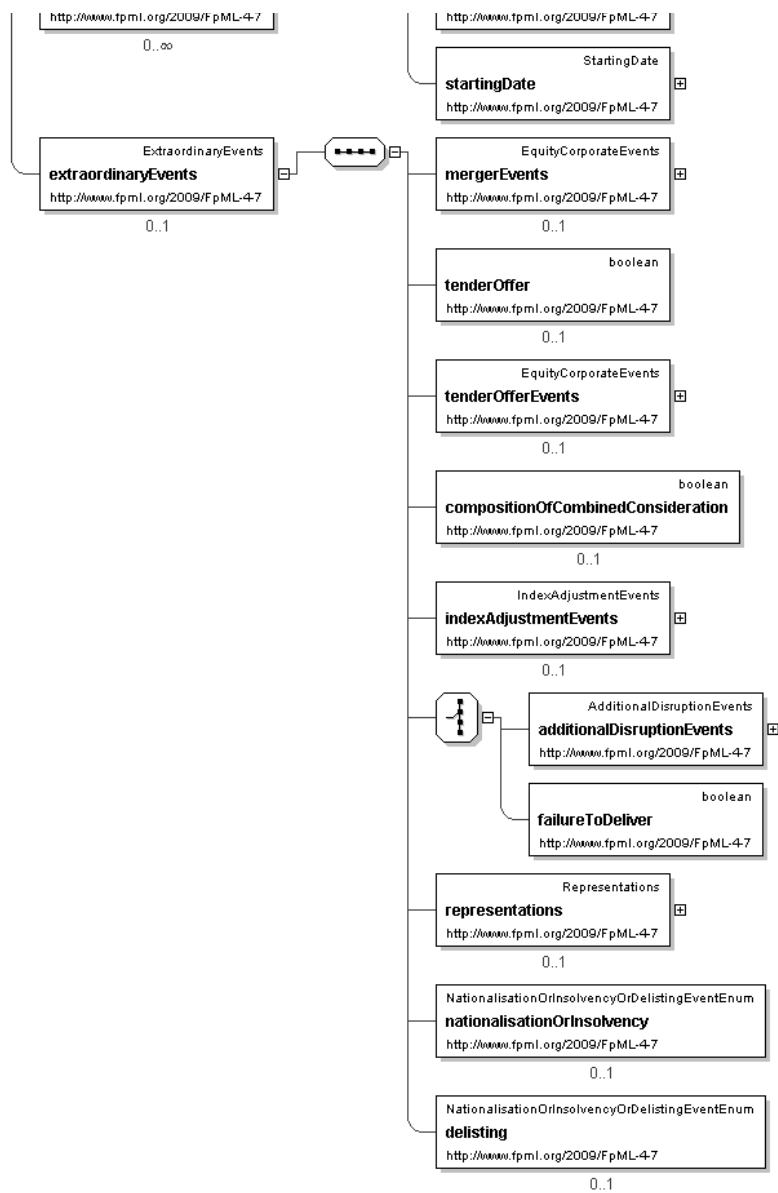 http://www.fpml.org/2009/FpML-4-7
http://www.fpml.org/2009/FpML-4-7
0..∞
StartingDate
startingDate
http://www.fpml.org/2009/FpML-4-7
ExtraordinaryEvents
extraordinaryEvents
http://www.fpml.org/2009/FpML-4-7
0..1
EquityCorporateEvents
mergerEvents
http://www.fpml.org/2009/FpML-4-7
0..1
boolean
tenderOffer
http://www.fpml.org/2009/FpML-4-7
0..1
EquityCorporateEvents
tenderOfferEvents
http://www.fpml.org/2009/FpML-4-7
0..1
boolean
compositionOfCombinedConsideration
http://www.fpml.org/2009/FpML-4-7
0..1
IndexAdjustmentEvents
indexAdjustmentEvents
http://www.fpml.org/2009/FpML-4-7
0..1
AdditionalDisruptionEvents
additionalDisruptionEvents
http://www.fpml.org/2009/FpML-4-7
boolean
failureToDeliver
http://www.fpml.org/2009/FpML-4-7
Representations
representations
http://www.fpml.org/2009/FpML-4-7
0..1
NationalisationOrInsolvencyOrDelistingEventEnum
nationalisationOrInsolvency
http://www.fpml.org/2009/FpML-4-7
0..1
NationalisationOrInsolvencyOrDelistingEventEnum
delisting
http://www.fpml.org/2009/FpML-4-7
0..1